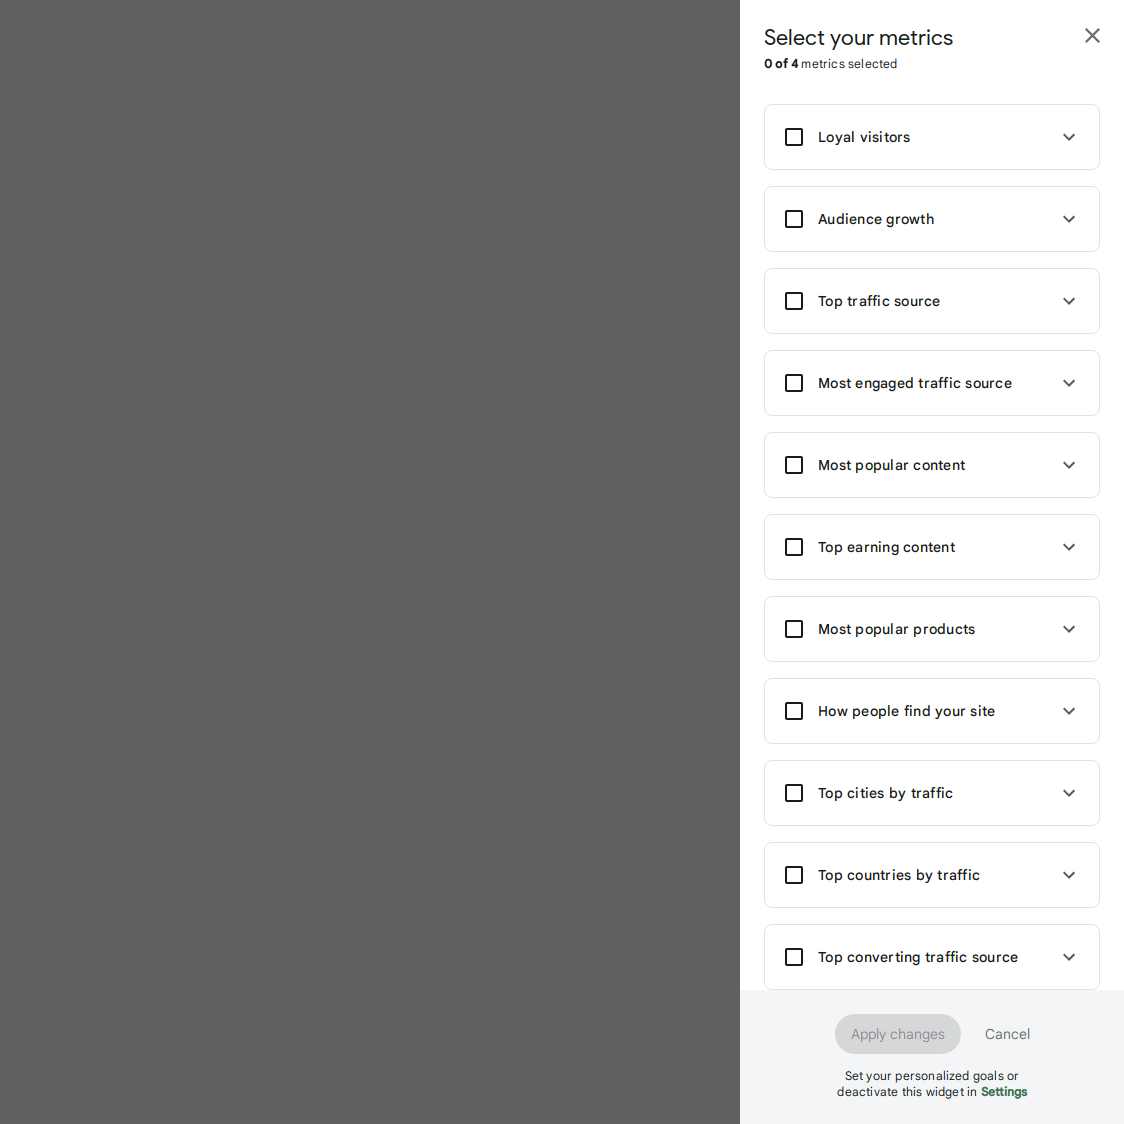 Select your metrics
0 of 4 metrics selected
Loyal visitors
Audience growth
Top traffic source
Most engaged traffic source
Most popular content
Top earning content
Most popular products
How people find your site
Top cities by traffic
Top countries by traffic
Top converting traffic source
Apply changes
Cancel
Set your personalized goals or
deactivate this widget in Settings